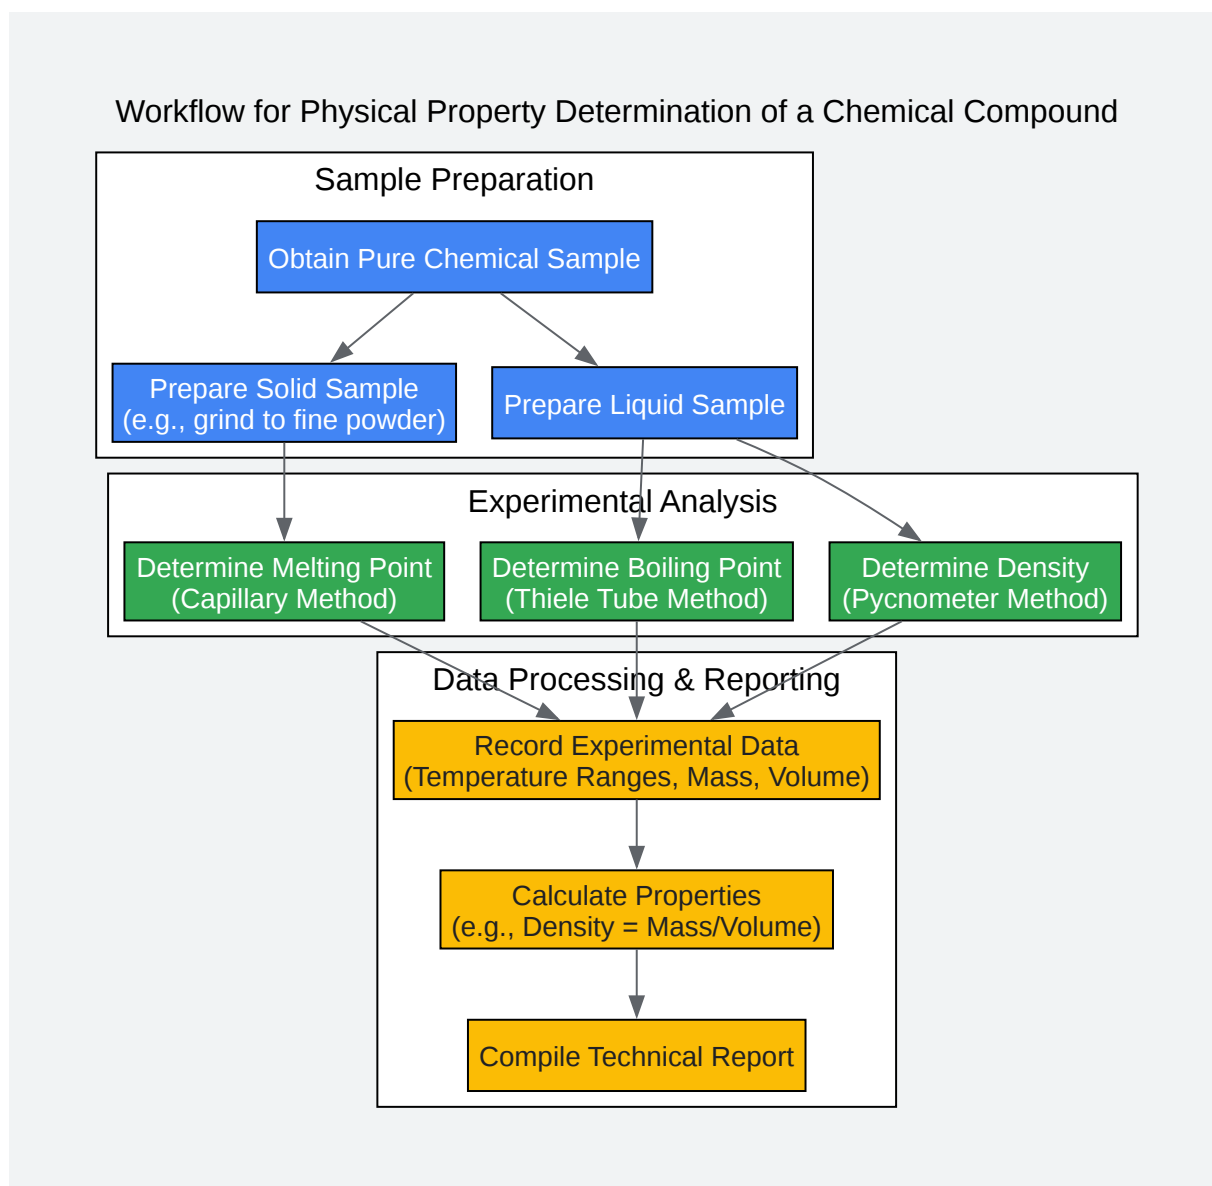 Workflow for Physical Property Determination of a Chemical Compound
Sample Preparation
Obtain Pure Chemical Sample
Prepare Solid Sample
(e.g., grind to fine powder)
Prepare Liquid Sample
Experimental Analysis
Determine Melting Point
(Capillary Method)
Determine Boiling Point
(Thiele Tube Method)
Determine Density
(Pycnometer Method)
Data Processing & Reporting
Record Experimental Data
(Temperature Ranges, Mass, Volume)
Calculate Properties
(e.g., Density = Mass/Volume)
Compile Technical Report